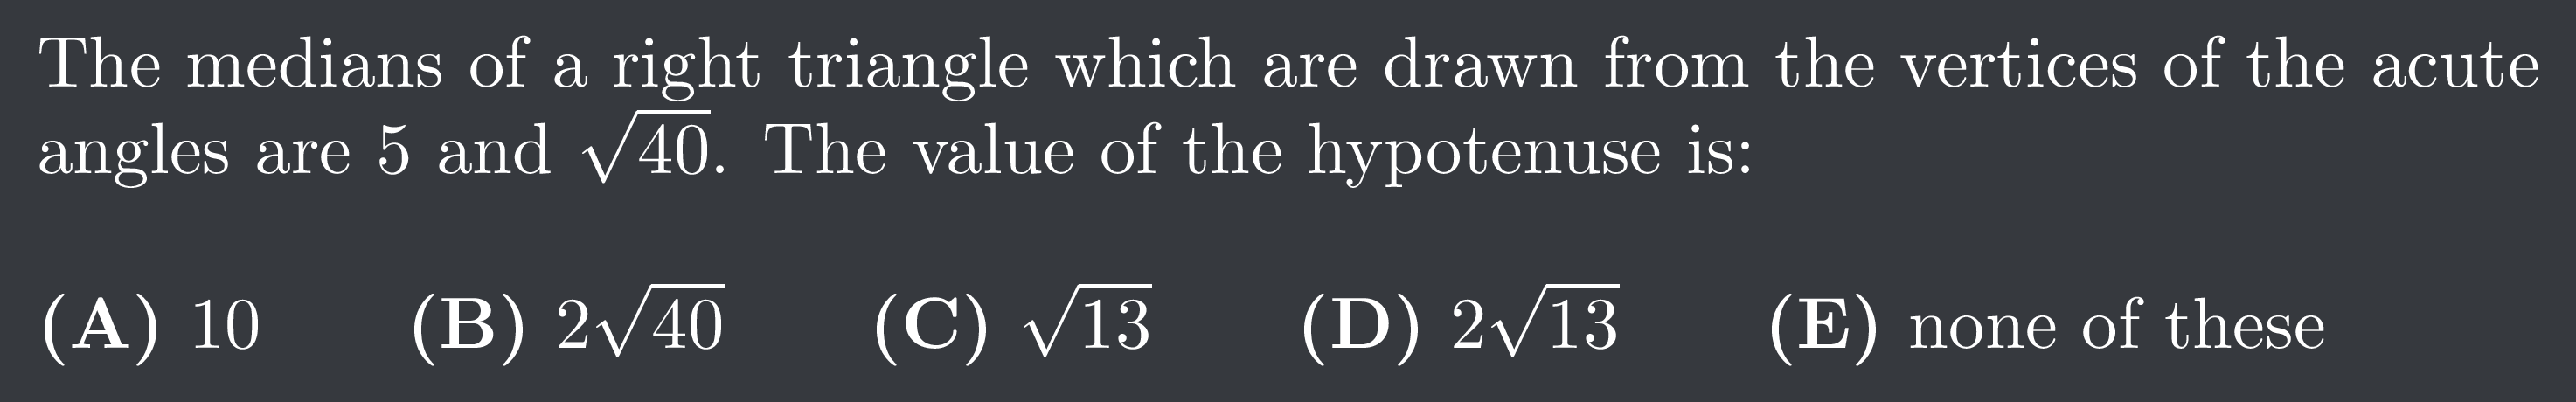 The medians of a right triangle which are drawn from the vertices of the acute
angles are 5 and √40. The value of the hypotenuse is:
(A) 10 (B) 2√40 (C) √13 (D) 2√13 (E) none of these